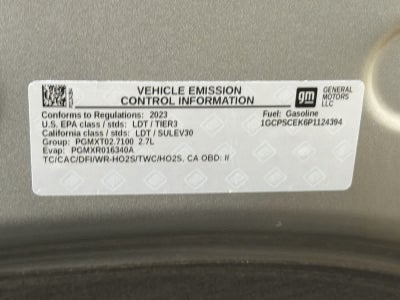 VEHICLE EMISSION
CONTROL INFORMATION
gm
GENERAL
MOTORS
LLC
Conforms to Regulations: 2023
Fuel: Gasoline
U.S. EPA class / stds: LDT / TIER3
1GCPSCEK6P1124394
California class / stds: LDT / SULEV30
Group: PGMXT02.7100 2.7L
Evap: PGMXR016340A
TC/CAC/DFI/WR-HO2S/TWC/HO2S, CA OBD: II